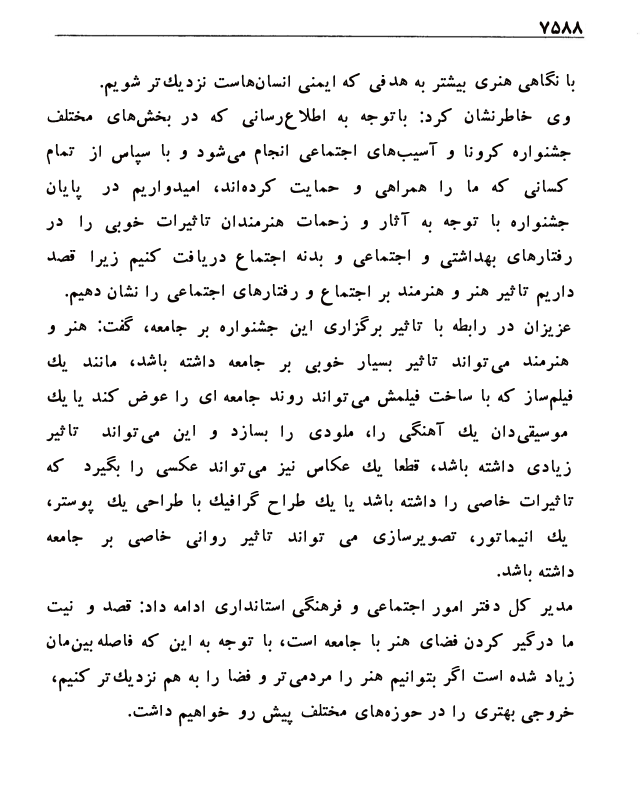 ۷۵۸۸
با نگاهی هنری بیشتر به هدفی که ایمنی انسان‌هاست نزدیك‌تر شویم.
وی خاطرنشان کرد: باتوجه به اطلاع‌رسانی که در بخش‌های مختلف
جشنواره کرونا و آسیب‌های اجتماعی انجام می‌شود و با سپاس از تمام
کسانی که ما را همراهی و حمایت کرده‌اند، امیدواریم در پایان
جشنواره با توجه به آثار و زحمات هنرمندان تاثیرات خوبی را در
رفتارهای بهداشتی و اجتماعی و بدنه اجتماع دریافت کنیم زیرا قصد
داریم تاثیر هنر و هنرمند بر اجتماع و رفتارهای اجتماعی را نشان دهیم.
عزیزان در رابطه با تاثیر برگزاری این جشنواره بر جامعه، گفت: هنر و
هنرمند می‌تواند تاثیر بسیار خوبی بر جامعه داشته باشد، مانند یك
فیلم‌ساز که با ساخت فیلمش می‌تواند روند جامعه ای را عوض کند یا یك
موسیقی‌دان یك آهنگی را، ملودی را بسازد و این می‌تواند تاثیر
زیادی داشته باشد، قطعا یك عکاس نیز می‌تواند عکسی را بگیرد که
تاثیرات خاصی را داشته باشد یا یك طراح گرافیك با طراحی یك پوستر،
یك انیماتور، تصویرسازی می تواند تاثیر روانی خاصی بر جامعه
داشته باشد.
مدیر کل دفتر امور اجتماعی و فرهنگی استانداری ادامه داد: قصد و نیت
ما درگیر کردن فضای هنر با جامعه است، با توجه به این که فاصله بین‌مان
زیاد شده است اگر بتوانیم هنر را مردمی‌تر و فضا را به هم نزدیك‌تر کنیم،
خروجی بهتری را در حوزه‌های مختلف پیش رو خواهیم داشت.